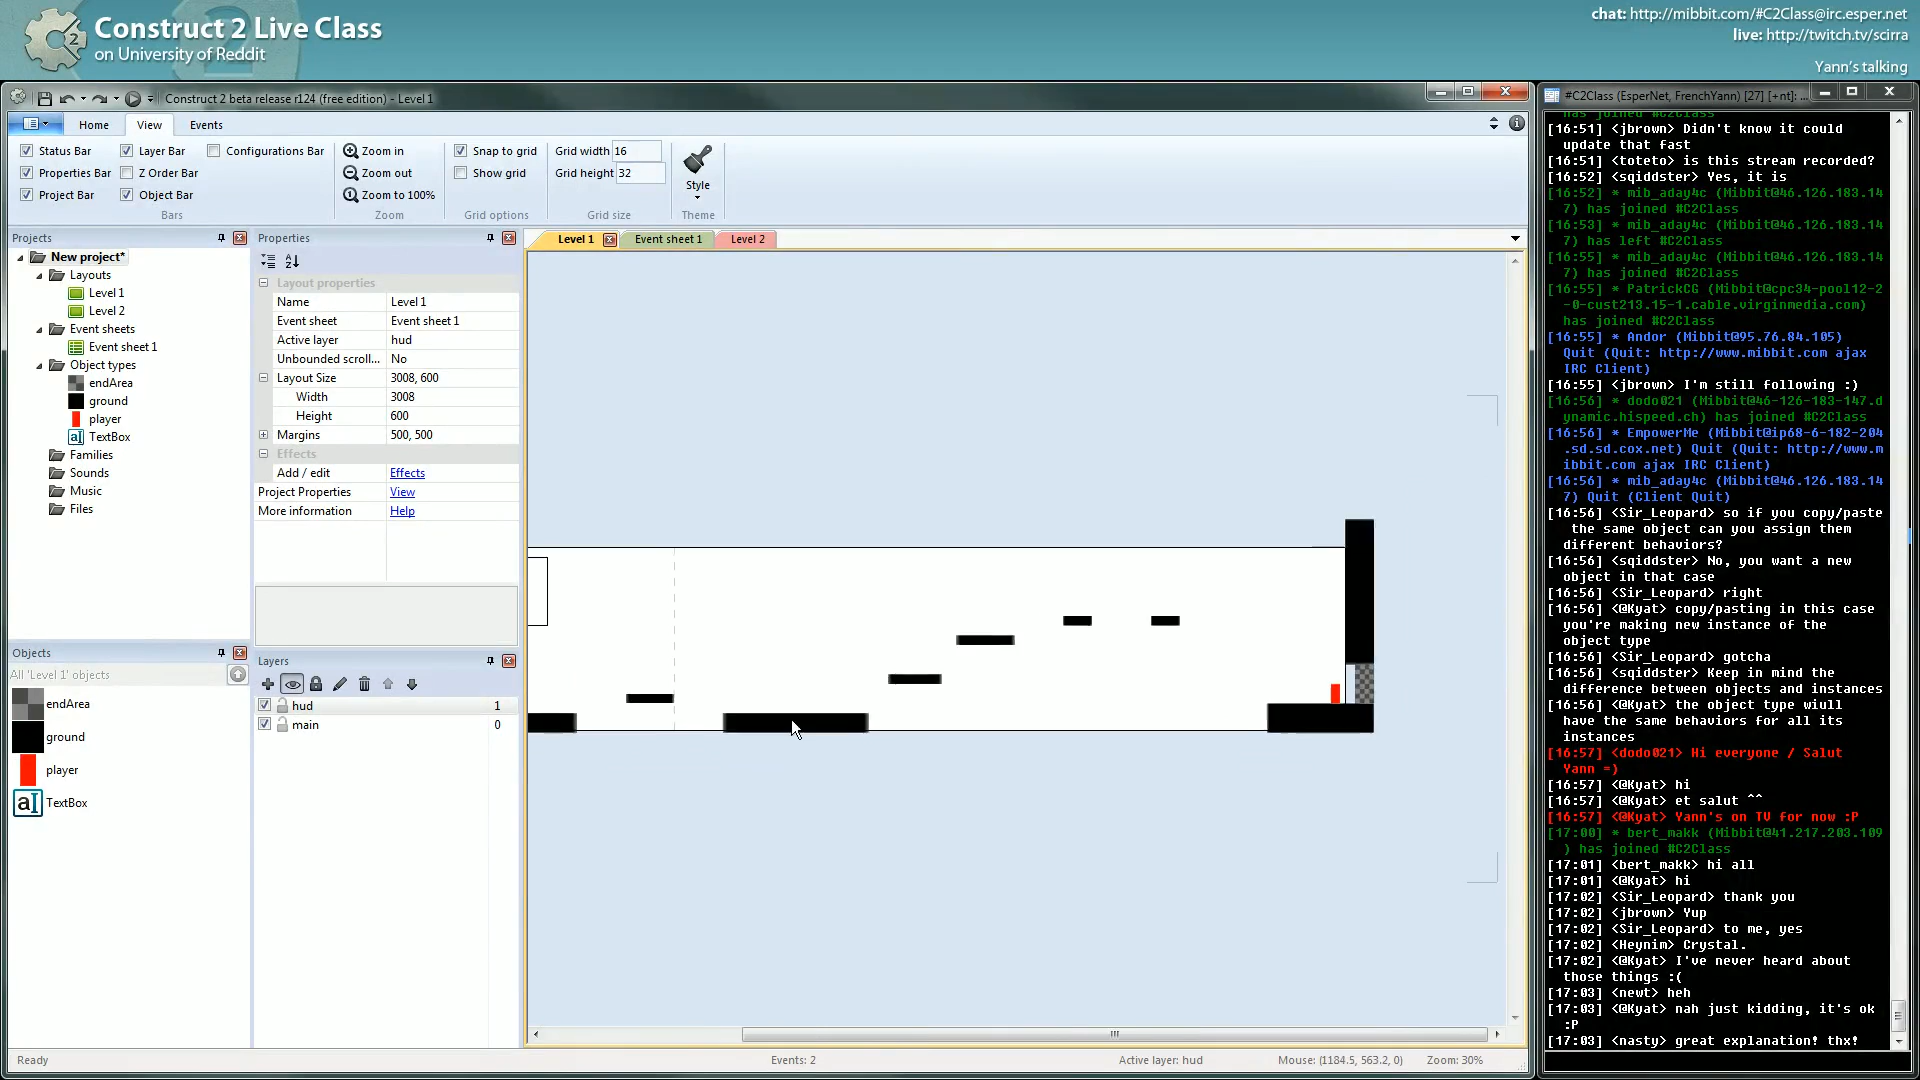 Construct 2 Live Class
on University of Reddit
chat: http://mibbit.com/#C2Class@irc.esper.net
live: http://twitch.tv/scirra
Yann's talking
Construct 2 beta release r124 (free edition) - Level 1
Home
View
Events
Status Bar
Layer Bar
Configurations Bar
Properties Bar
Z Order Bar
Project Bar
Object Bar
Bars
Zoom in
Zoom out
Zoom to 100%
Zoom
Snap to grid
Show grid
Grid options
Grid width 16
Grid height 32
Grid size
Style
Theme
Projects
New project*
Layouts
Level 1
Level 2
Event sheets
Event sheet 1
Object types
endArea
ground
player
TextBox
Families
Sounds
Music
Files
Properties
Layout properties
Name Level 1
Event sheet Event sheet 1
Active layer hud
Unbounded scroll... No
Layout Size 3008, 600
Width 3008
Height 600
Margins 500, 500
Effects
Add / edit Effects
Project Properties View
More information Help
Level 1
Event sheet 1
Level 2
Objects
All 'Level 1' objects
endArea
ground
player
TextBox
Layers
hud 1
main 0
Ready
Events: 2
Active layer: hud
Mouse: (1184.5, 563.2, 0)
Zoom: 30%
#C2Class (EsperNet, FrenchYann) [27] [+nt]: ...
has joined #C2Class
[16:51] <jbrown> Didn't know it could
update that fast
[16:51] <toteto> is this stream recorded?
[16:52] <sqiddster> Yes, it is
[16:52] * mib_aday4c (Mibbit@46.126.183.14
7) has joined #C2Class
[16:53] * mib_aday4c (Mibbit@46.126.183.14
7) has left #C2Class
[16:55] * mib_aday4c (Mibbit@46.126.183.14
7) has joined #C2Class
[16:55] * PatrickCG (Mibbit@cpc34-pool12-2
-0-cust213.15-1.cable.virginmedia.com)
has joined #C2Class
[16:55] * Andor (Mibbit@95.76.84.105)
Quit (Quit: http://www.mibbit.com ajax
IRC Client)
[16:55] <jbrown> I'm still following :)
[16:56] * dodo021 (Mibbit@46-126-183-147.d
ynamic.hispeed.ch) has joined #C2Class
[16:56] * EmpowerMe (Mibbit@ip68-6-182-204
.sd.sd.cox.net) Quit (Quit: http://www.m
ibbit.com ajax IRC Client)
[16:56] * mib_aday4c (Mibbit@46.126.183.14
7) Quit (Client Quit)
[16:56] <Sir_Leopard> so if you copy/paste
the same object can you assign them
different behaviors?
[16:56] <sqiddster> No, you want a new
object in that case
[16:56] <Sir_Leopard> right
[16:56] <@Kyat> copy/pasting in this case
you're making new instance of the
object type
[16:56] <Sir_Leopard> gotcha
[16:56] <sqiddster> Keep in mind the
difference between objects and instances
[16:56] <@Kyat> the object type wiull
have the same behaviors for all its
instances
[16:57] <dodo021> Hi everyone / Salut
Yann =)
[16:57] <@Kyat> hi
[16:57] <@Kyat> et salut ^^
[16:57] <@Kyat> Yann's on TV for now :P
[17:00] * bert_makk (Mibbit@41.217.203.109
) has joined #C2Class
[17:01] <bert_makk> hi all
[17:01] <@Kyat> hi
[17:02] <Sir_Leopard> thank you
[17:02] <jbrown> Yup
[17:02] <Sir_Leopard> to me, yes
[17:02] <Heynim> Crystal.
[17:02] <@Kyat> I've never heard about
those things :(
[17:03] <newt> heh
[17:03] <@Kyat> nah just kidding, it's ok
:P
[17:03] <nasty> great explanation! thx!